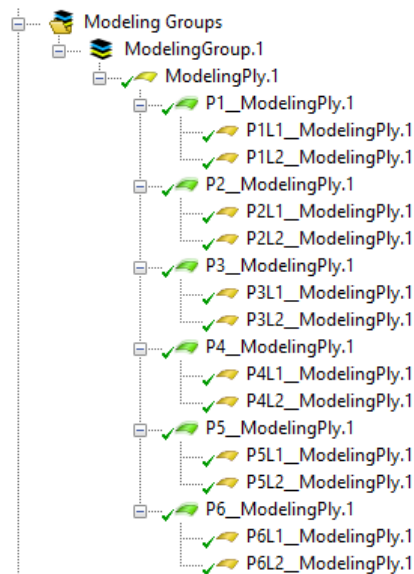 Modeling Groups
ModelingGroup.1
ModelingPly.1
P1__ModelingPly.1
P1L1__ModelingPly.1
P1L2__ModelingPly.1
P2__ModelingPly.1
P2L1__ModelingPly.1
P2L2__ModelingPly.1
P3__ModelingPly.1
P3L1__ModelingPly.1
P3L2__ModelingPly.1
P4__ModelingPly.1
P4L1__ModelingPly.1
P4L2__ModelingPly.1
P5__ModelingPly.1
P5L1__ModelingPly.1
P5L2__ModelingPly.1
P6__ModelingPly.1
P6L1__ModelingPly.1
P6L2__ModelingPly.1